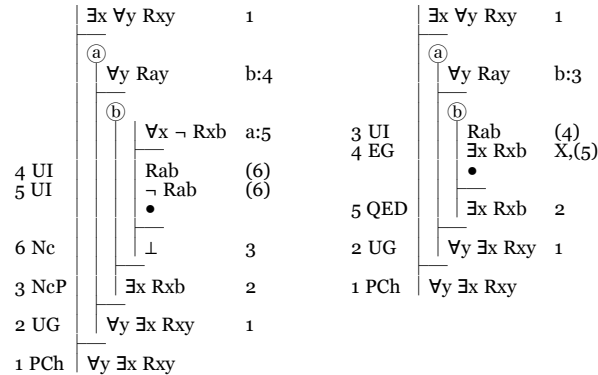 ∃x ∀y Rxy 1
ⓐ
∀y Ray b:4
ⓑ
∀x ¬ Rxb a:5
4 UI Rab (6)
5 UI ¬ Rab (6)
●
6 Nc ⊥ 3
3 NcP ∃x Rxb 2
2 UG ∀y ∃x Rxy 1
1 PCh ∀y ∃x Rxy
∃x ∀y Rxy 1
ⓐ
∀y Ray b:3
ⓑ
3 UI Rab (4)
4 EG ∃x Rxb X,(5)
●
5 QED ∃x Rxb 2
2 UG ∀y ∃x Rxy 1
1 PCh ∀y ∃x Rxy